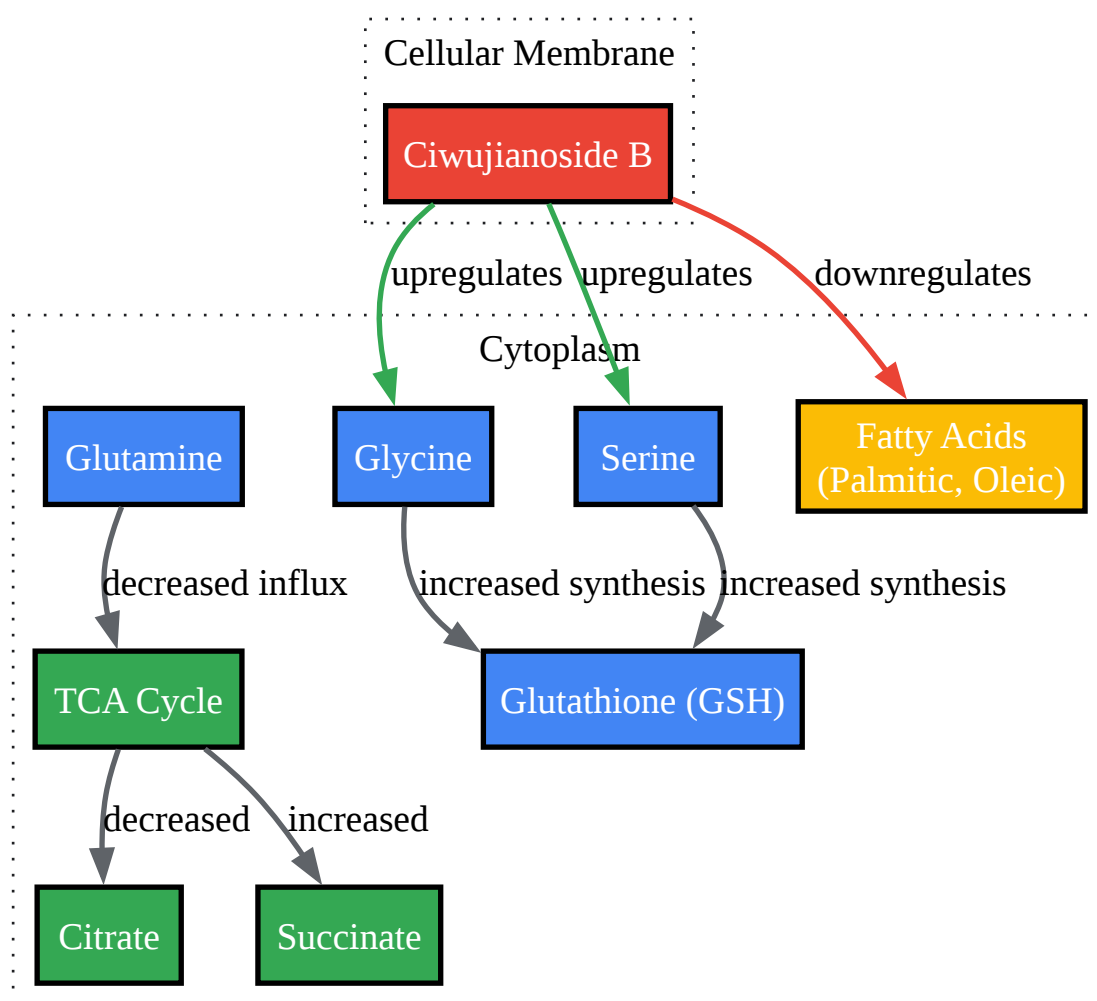 Cellular Membrane
Ciwujianoside B
upregulates
upregulates
downregulates
Cytoplasm
Glutamine
Glycine
Serine
Fatty Acids
(Palmitic, Oleic)
decreased influx
increased synthesis
increased synthesis
TCA Cycle
Glutathione (GSH)
decreased
increased
Citrate
Succinate